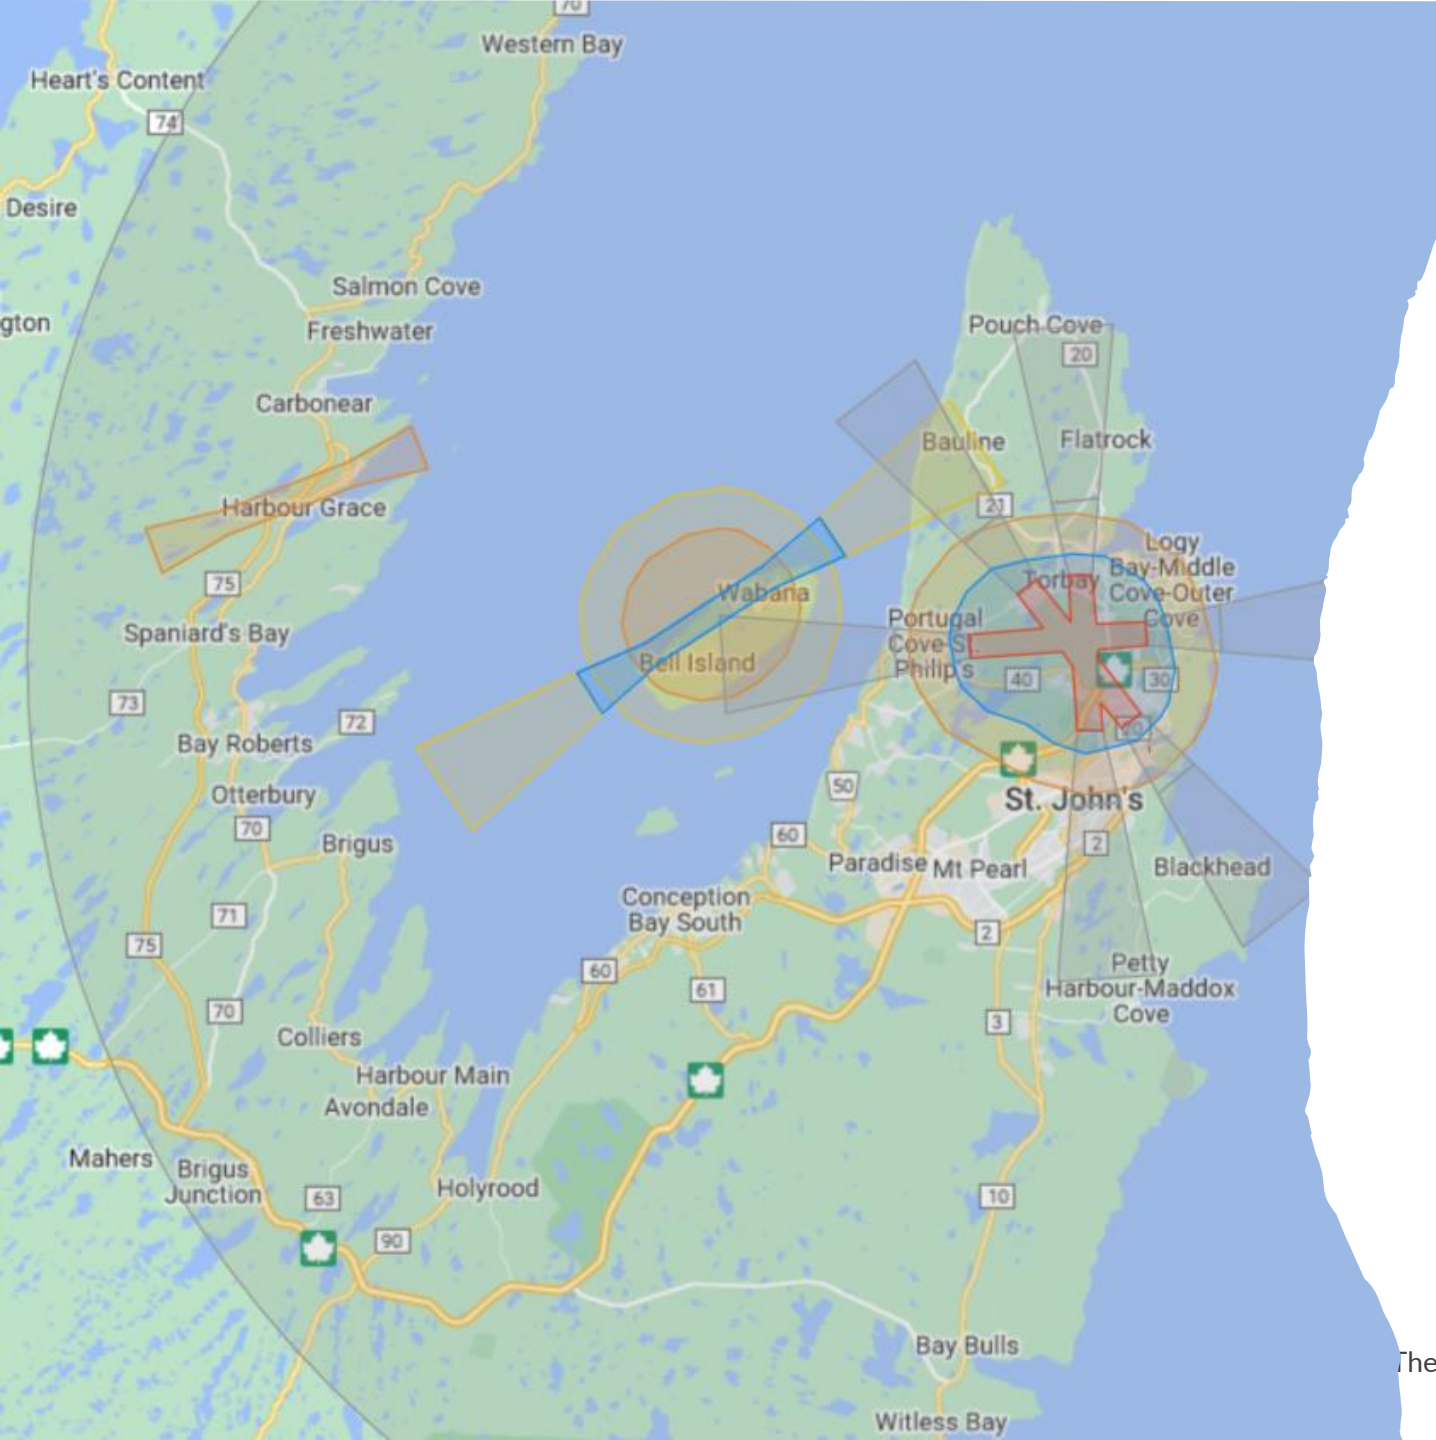 70
Western Bay
Heart's Content
74
Desire
Salmon Cove
gton
Freshwater
Pouch Cove
20
Carbonear
Bauline
Flatrock
Harbour Grace
21
Logy
Bay-Middle
Cove-Outer
Cove
Torbay
75
Wabana
Spaniard's Bay
Portugal
Cove-St.
Philip's
Bell Island
40
30
73
72
20
Bay Roberts
50
Otterbury
St. John's
70
60
Brigus
2
Paradise
Mt Pearl
Blackhead
Conception
Bay South
71
2
75
60
Petty
Harbour-Maddox
Cove
61
70
3
Colliers
Harbour Main
Avondale
Mahers
Brigus
Junction
63
Holyrood
10
90
Bay Bulls
The
Witless Bay